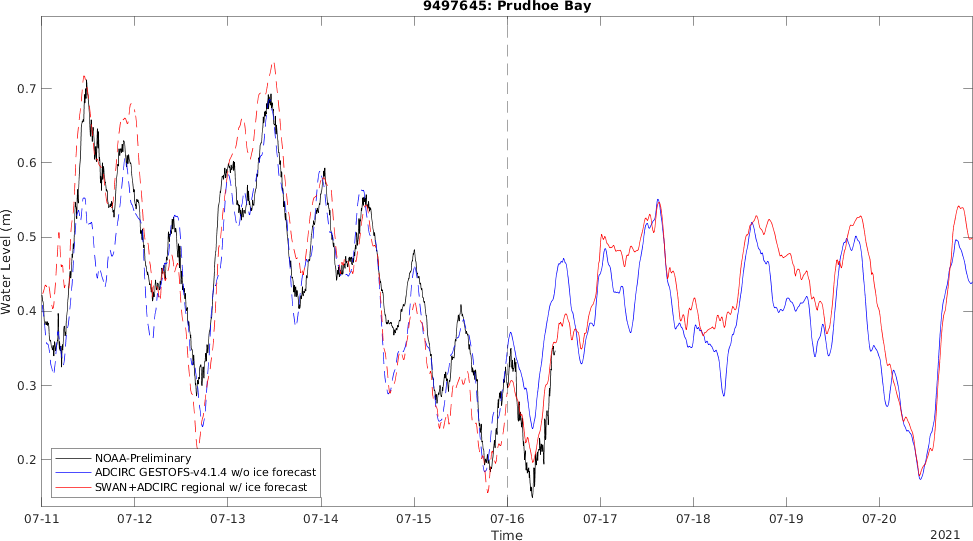 9497645: Prudhoe Bay
Water Level (m)
0.7
0.6
0.5
0.4
0.3
0.2
NOAA-Preliminary
ADCIRC GESTOFS-v4.1.4 w/o ice forecast
SWAN+ADCIRC regional w/ ice forecast
07-11 07-12 07-13 07-14 07-15 07-16 07-17 07-18 07-19 07-20
Time
2021